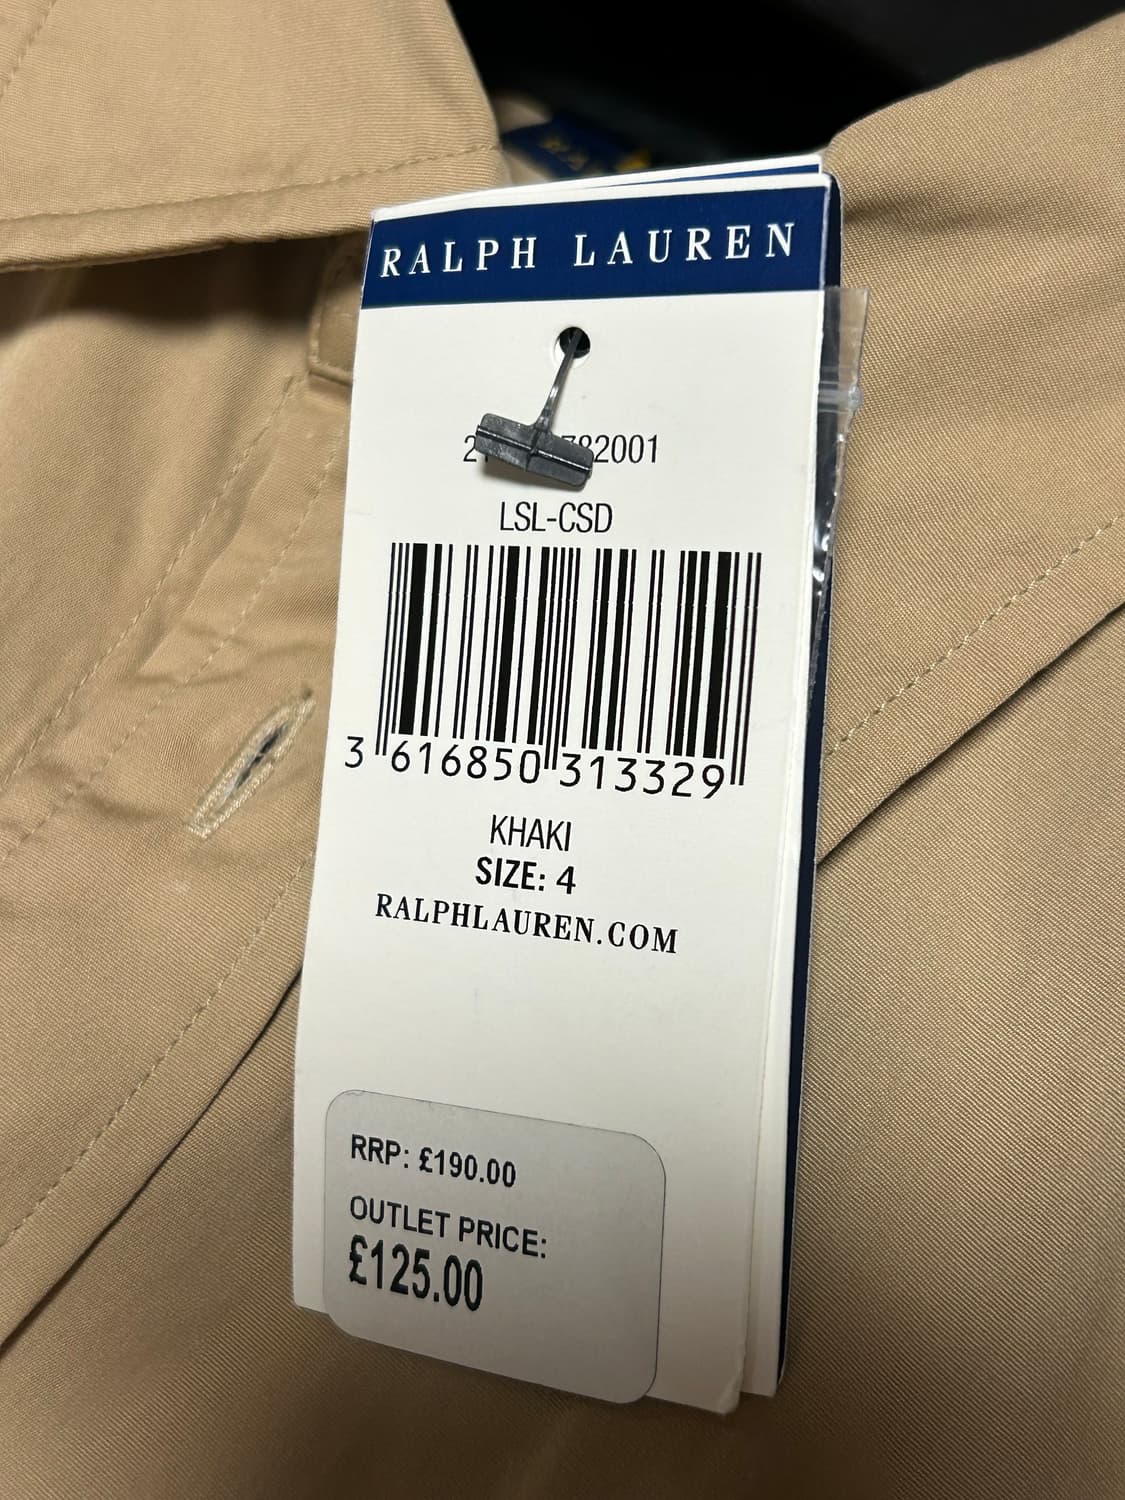 RALPH LAUREN
LSL-CSD
3 616850 313329
KHAKI
SIZE: 4
RALPHLAUREN.COM
RRP: £190.00
OUTLET PRICE:
£125.00